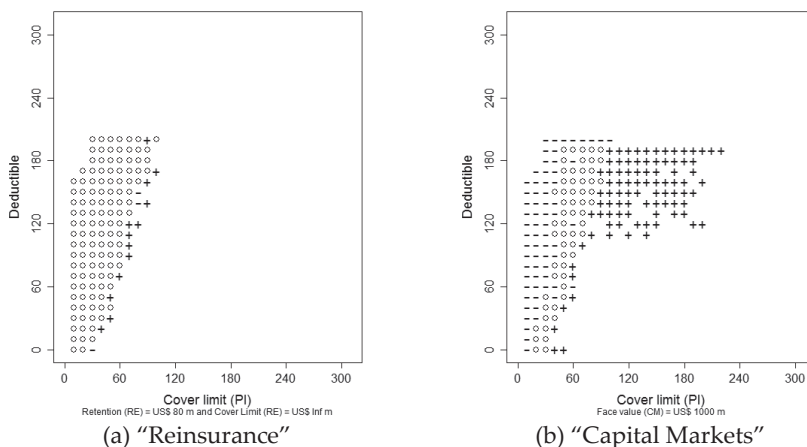 300
240
180
120
60
0
Deductible
0 60 120 180 240 300
Cover limit (PI)
Retention (RE) = US$ 80 m and Cover Limit (RE) = US$ Inf m
(a) “Reinsurance”
300
240
180
120
60
0
Deductible
0 60 120 180 240 300
Cover limit (PI)
Face value (CM) = US$ 1000 m
(b) “Capital Markets”